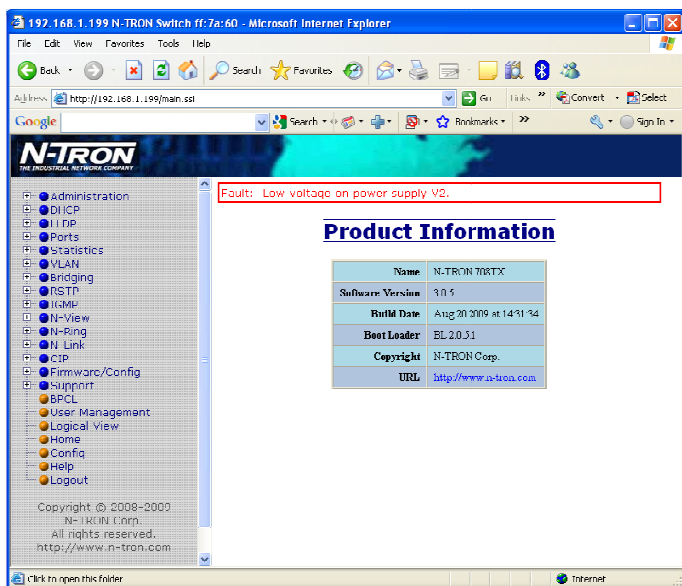 192.168.1.199 N-TRON Switch ff:7a:60 - Microsoft Internet Explorer
File Edit View Favorites Tools Help
Back Search Favorites
Address http://192.168.1.199/main.ssi Go Links » Convert Select
Google Search Bookmarks » Sign In
N-TRON
THE INDUSTRIAL NETWORK COMPANY
Fault: Low voltage on power supply V2.
Administration
DHCP
LLDP
Ports
Statistics
VLAN
Bridging
RSTP
IGMP
N-View
N-Ring
N-Link
CIP
Firmware/Config
Support
BPCL
User Management
Logical View
Home
Config
Help
Logout
Copyright © 2008-2009
N-TRON Corp.
All rights reserved.
http://www.n-tron.com
Product Information
Name N-TRON 708TX
Software Version 3.0.5
Build Date Aug 20 2009 at 14:31:34
Boot Loader BL 2.0.5.1
Copyright N-TRON Corp.
URL http://www.n-tron.com
Click to open this folder Internet